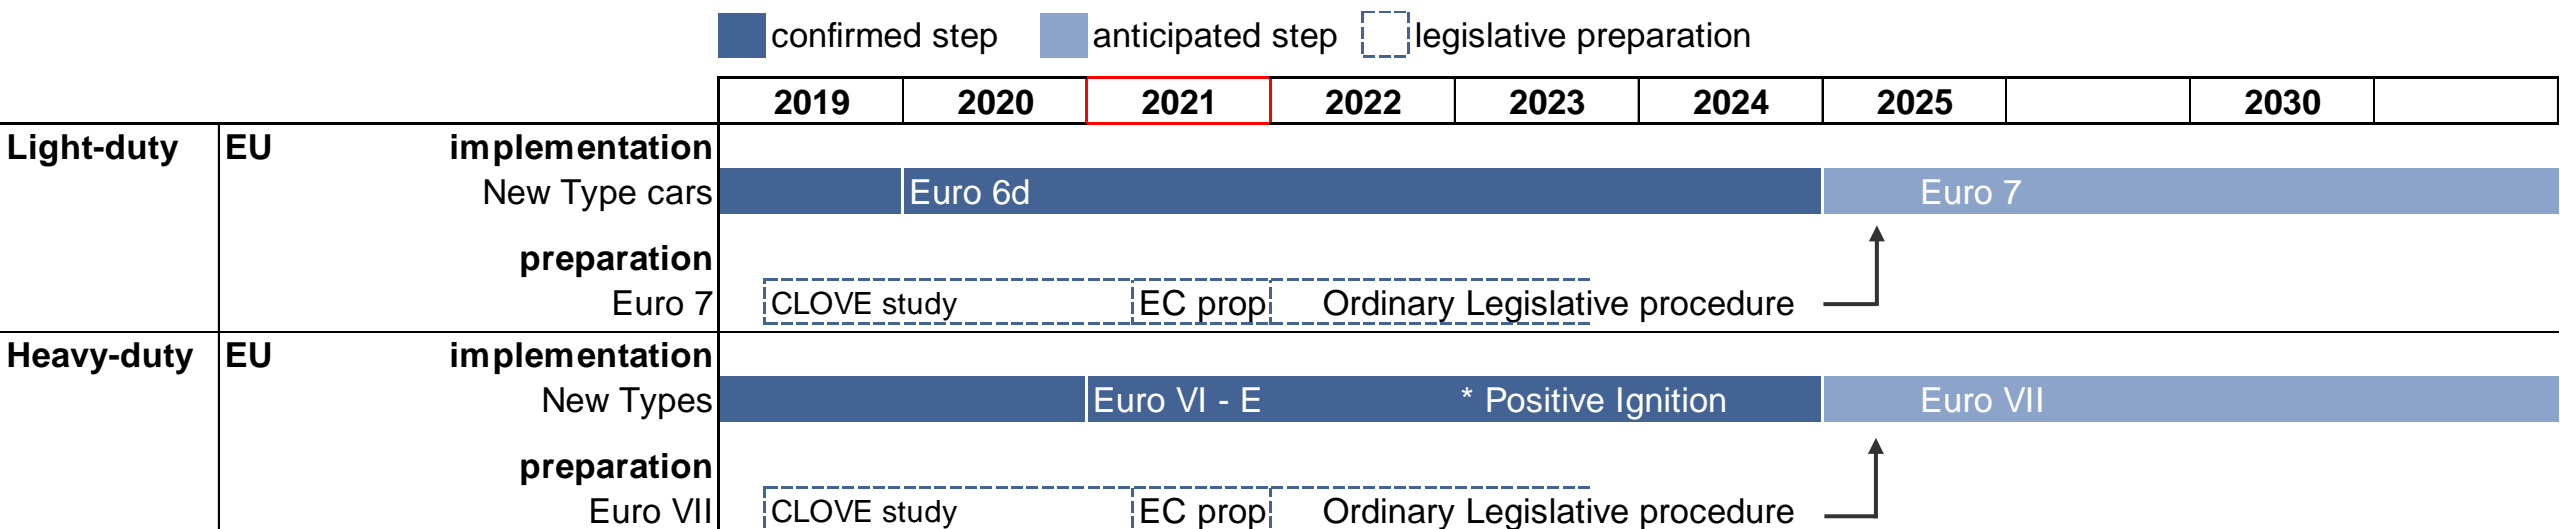 confirmed step anticipated step legislative preparation
2019 2020 2021 2022 2023 2024 2025 2030
Light-duty EU implementation
New Type cars Euro 6d Euro 7
preparation
Euro 7 CLOVE study EC prop Ordinary Legislative procedure
Heavy-duty EU implementation
New Types Euro VI - E * Positive Ignition Euro VII
preparation
Euro VII CLOVE study EC prop Ordinary Legislative procedure